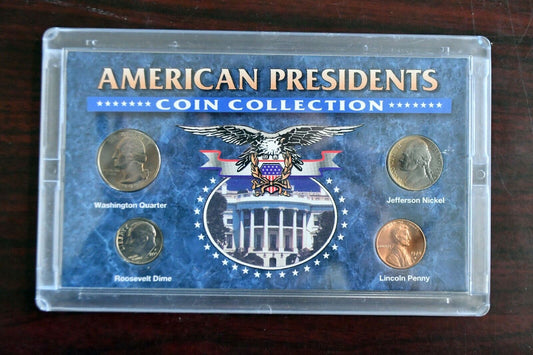 AMERICAN PRESIDENTS
COIN COLLECTION
Washington Quarter
Jefferson Nickel
Roosevelt Dime
Lincoln Penny